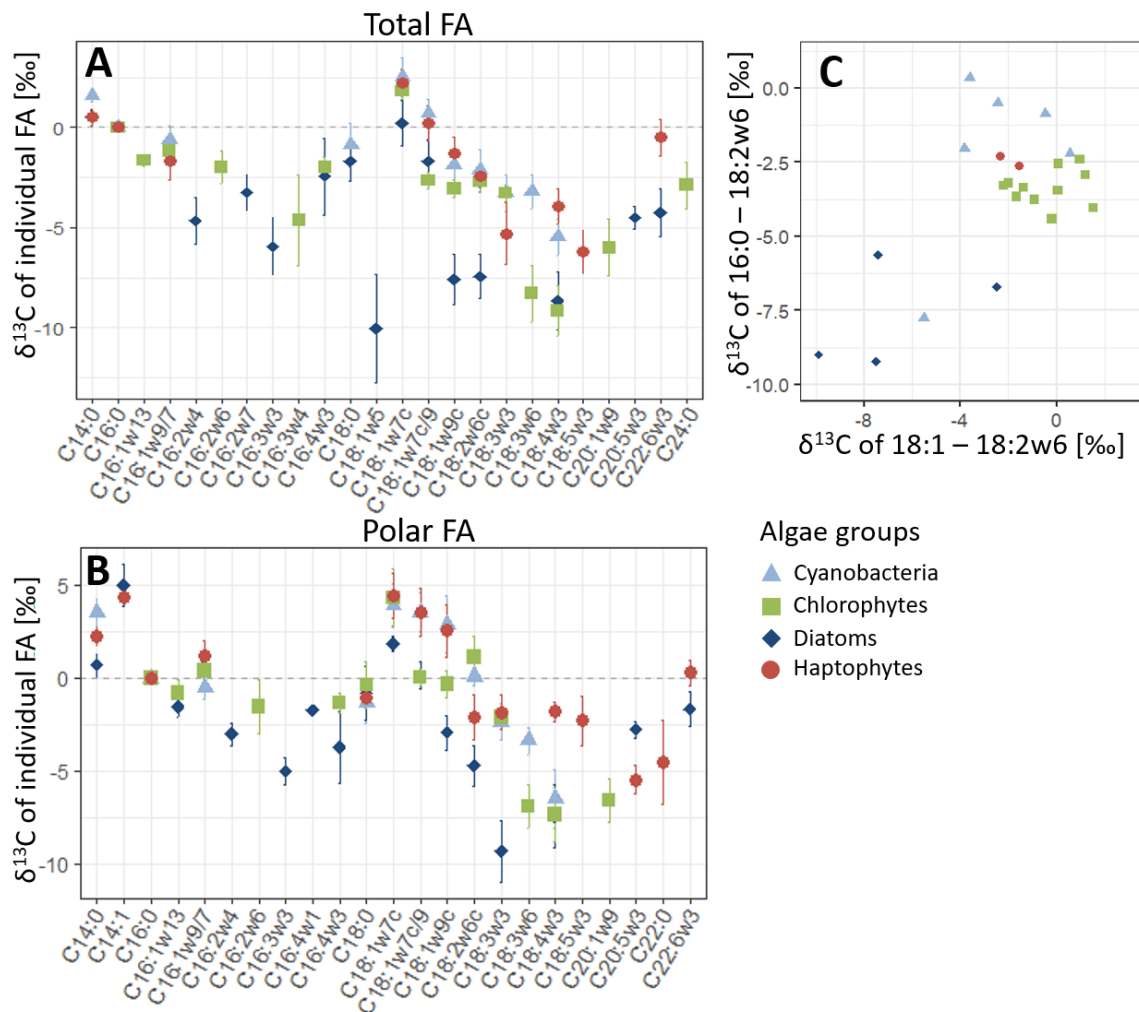 Total FA
A
δ¹³C of individual FA [‰]
0
-5
-10
C14:0
C16:0
C16:1w13
C16:1w9/7
C16:2w4
C16:2w6
C16:2w7
C16:3w3
C16:3w4
C16:4w3
C18:0
C18:1w5
C18:1w7c
C18:1w7c/9
C18:1w9c
C18:2w6c
C18:3w3
C18:3w6
C18:4w3
C18:5w3
C20:1w9
C20:5w3
C22:6w3
C24:0
C
δ¹³C of 16:0 – 18:2w6 [‰]
0.0
-2.5
-5.0
-7.5
-10.0
-8
-4
0
δ¹³C of 18:1 – 18:2w6 [‰]
Polar FA
B
δ¹³C of individual FA [‰]
5
0
-5
-10
C14:0
C14:1
C16:0
C16:1w13
C16:1w9/7
C16:2w4
C16:2w6
C16:3w3
C16:4w1
C16:4w3
C18:0
C18:1w7c
C18:1w7c/9
C18:1w9c
C18:2w6c
C18:3w3
C18:3w6
C18:4w3
C18:5w3
C20:1w9
C20:5w3
C22:0
C22:6w3
Algae groups
Cyanobacteria
Chlorophytes
Diatoms
Haptophytes